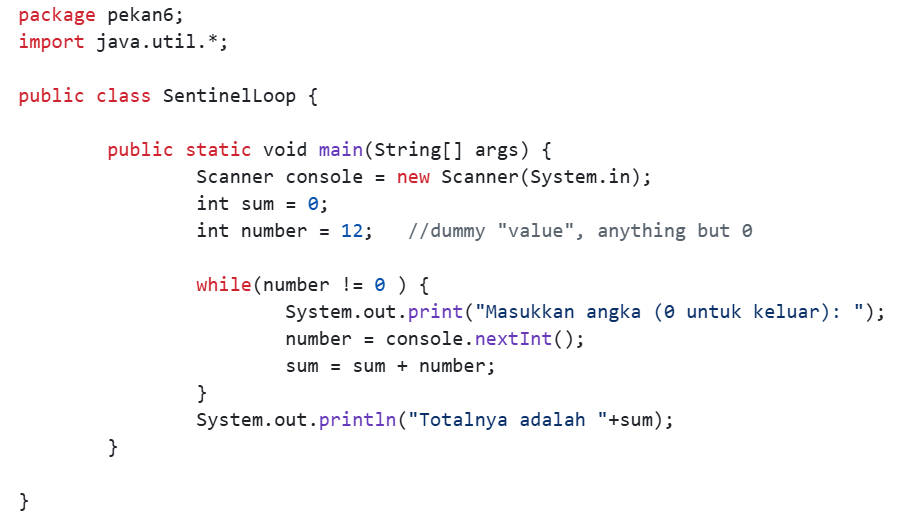 package pekan6;
import java.util.*;

public class SentinelLoop {

        public static void main(String[] args) {
                Scanner console = new Scanner(System.in);
                int sum = 0;
                int number = 12;   //dummy "value", anything but 0

                while(number != 0 ) {
                        System.out.print("Masukkan angka (0 untuk keluar): ");
                        number = console.nextInt();
                        sum = sum + number;
                }
                System.out.println("Totalnya adalah "+sum);
        }

}